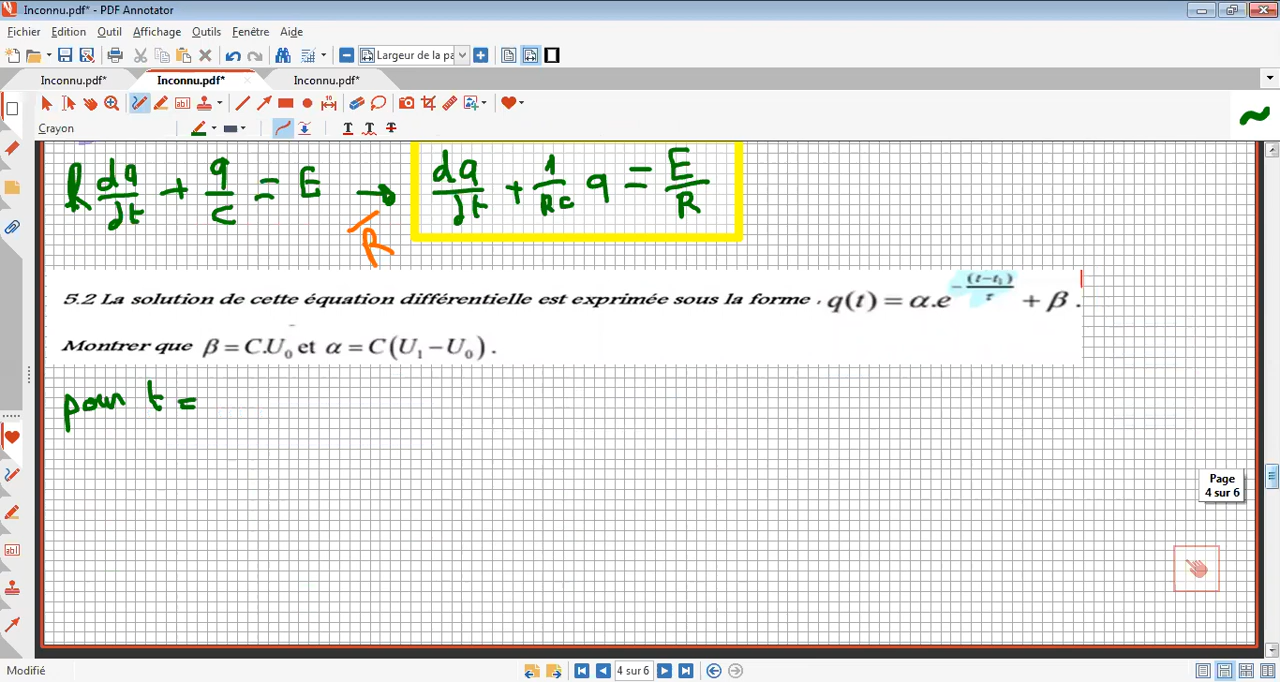 Inconnu.pdf* - PDF Annotator
Fichier Edition Outil Affichage Outils Fenêtre Aide
Largeur de la pa
Inconnu.pdf* Inconnu.pdf* Inconnu.pdf*
Crayon
R dq/dt + q/c = E → dq/dt + 1/RC q = E/R
R
5.2 La solution de cette équation différentielle est exprimée sous la forme , q(t) = α.e^(-(t-t₁)/τ) + β .
Montrer que β = C.U₀ et α = C(U₁ − U₀) .
pour t =
Page
4 sur 6
Modifié
4 sur 6